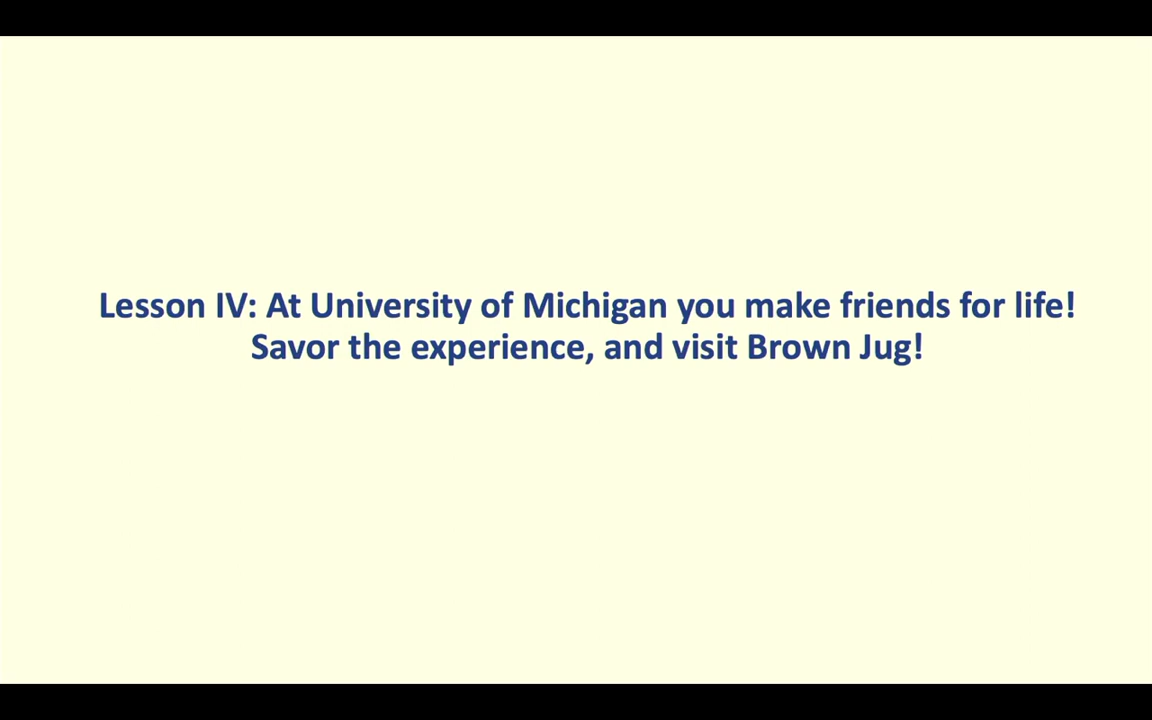 Lesson IV: At University of Michigan you make friends for life!
Savor the experience, and visit Brown Jug!